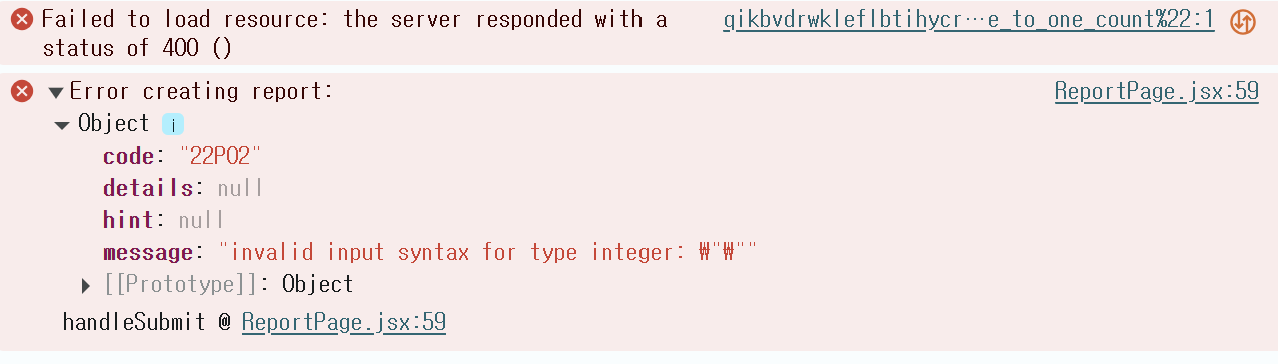 Failed to load resource: the server responded with a gikbvdrwkleflbtihycr…e_to_one_count%22:1
status of 400 ()
Error creating report: ReportPage.jsx:59
Object i
code: "22P02"
details: null
hint: null
message: "invalid input syntax for type integer: ₩"₩""
[[Prototype]]: Object
handleSubmit @ ReportPage.jsx:59